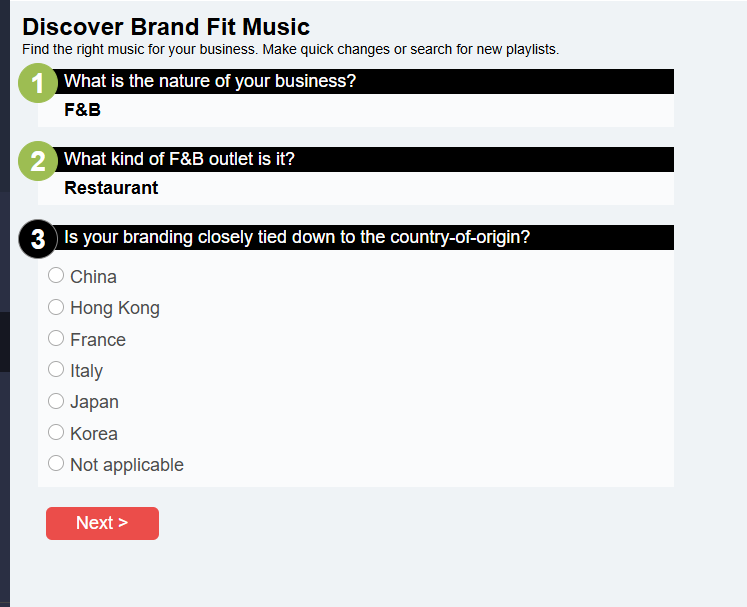 Discover Brand Fit Music
Find the right music for your business. Make quick changes or search for new playlists.
1 What is the nature of your business?
F&B
2 What kind of F&B outlet is it?
Restaurant
3 Is your branding closely tied down to the country-of-origin?
China
Hong Kong
France
Italy
Japan
Korea
Not applicable
Next >